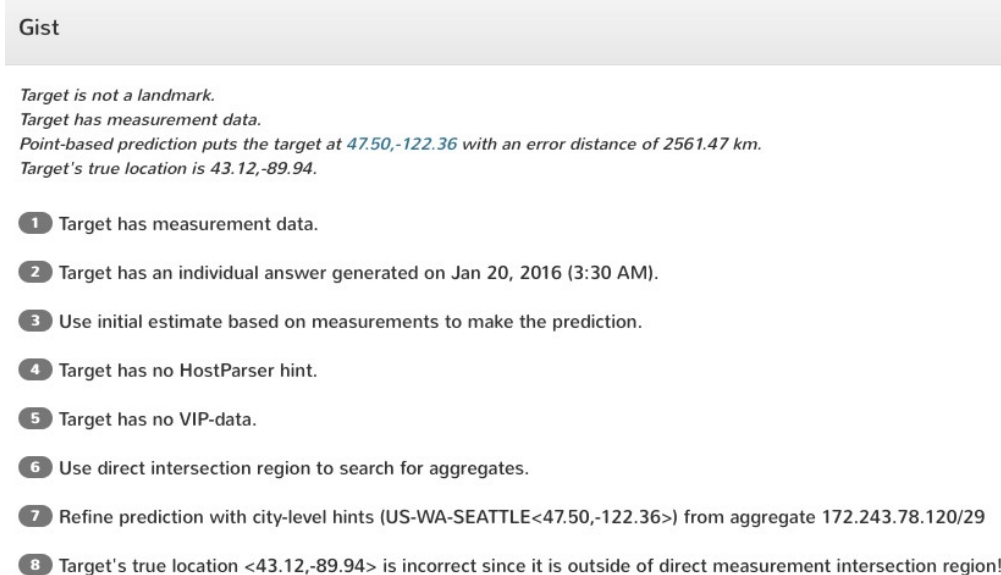 Gist
Target is not a landmark.
Target has measurement data.
Point-based prediction puts the target at 47.50,-122.36 with an error distance of 2561.47 km.
Target's true location is 43.12,-89.94.
1 Target has measurement data.
2 Target has an individual answer generated on Jan 20, 2016 (3:30 AM).
3 Use initial estimate based on measurements to make the prediction.
4 Target has no HostParser hint.
5 Target has no VIP-data.
6 Use direct intersection region to search for aggregates.
7 Refine prediction with city-level hints (US-WA-SEATTLE<47.50,-122.36>) from aggregate 172.243.78.120/29
8 Target's true location <43.12,-89.94> is incorrect since it is outside of direct measurement intersection region!